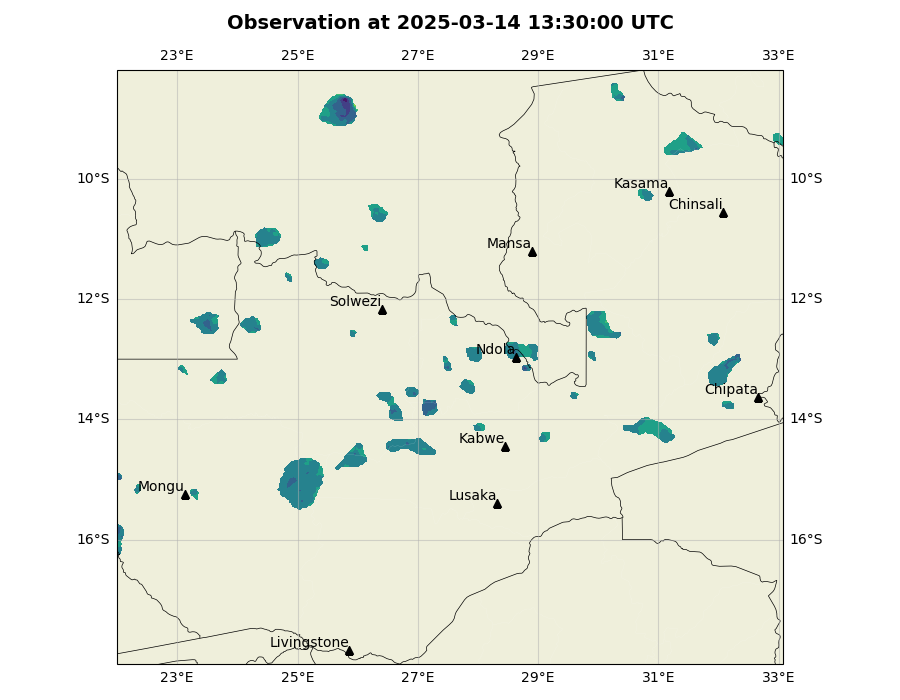 Observation at 2025-03-14 13:30:00 UTC
23°E 25°E 27°E 29°E 31°E 33°E
10°S 10°S
Kasama
Chinsali
Mansa
12°S 12°S
Solwezi
Ndola
Chipata
14°S 14°S
Kabwe
Mongu
Lusaka
16°S 16°S
Livingstone
23°E 25°E 27°E 29°E 31°E 33°E